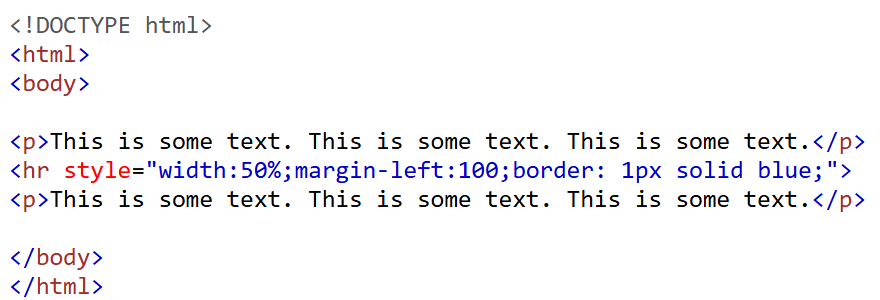 <!DOCTYPE html>
<html>
<body>
<p>This is some text. This is some text. This is some text.</p>
<hr style="width:50%;margin-left:100;border: 1px solid blue;">
<p>This is some text. This is some text. This is some text.</p>
</body>
</html>